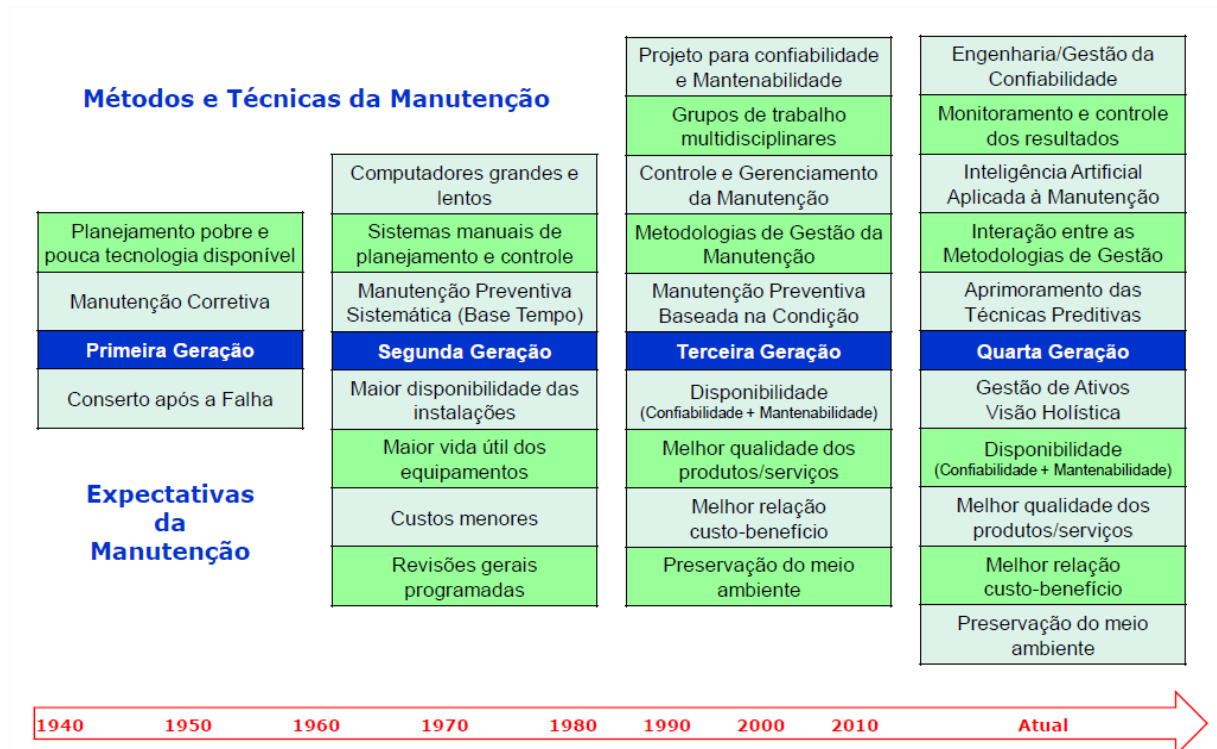 Métodos e Técnicas da Manutenção
Planejamento pobre e
pouca tecnologia disponível
Manutenção Corretiva
Primeira Geração
Conserto após a Falha
Expectativas
da
Manutenção
Computadores grandes e
lentos
Sistemas manuais de
planejamento e controle
Manutenção Preventiva
Sistemática (Base Tempo)
Segunda Geração
Maior disponibilidade das
instalações
Maior vida útil dos
equipamentos
Custos menores
Revisões gerais
programadas
Projeto para confiabilidade
e Mantenabilidade
Grupos de trabalho
multidisciplinares
Controle e Gerenciamento
da Manutenção
Metodologias de Gestão da
Manutenção
Manutenção Preventiva
Baseada na Condição
Terceira Geração
Disponibilidade
(Confiabilidade + Mantenabilidade)
Melhor qualidade dos
produtos/serviços
Melhor relação
custo-benefício
Preservação do meio
ambiente
Engenharia/Gestão da
Confiabilidade
Monitoramento e controle
dos resultados
Inteligência Artificial
Aplicada à Manutenção
Interação entre as
Metodologias de Gestão
Aprimoramento das
Técnicas Preditivas
Quarta Geração
Gestão de Ativos
Visão Holística
Disponibilidade
(Confiabilidade + Mantenabilidade)
Melhor qualidade dos
produtos/serviços
Melhor relação
custo-benefício
Preservação do meio
ambiente
1940 1950 1960 1970 1980 1990 2000 2010 Atual